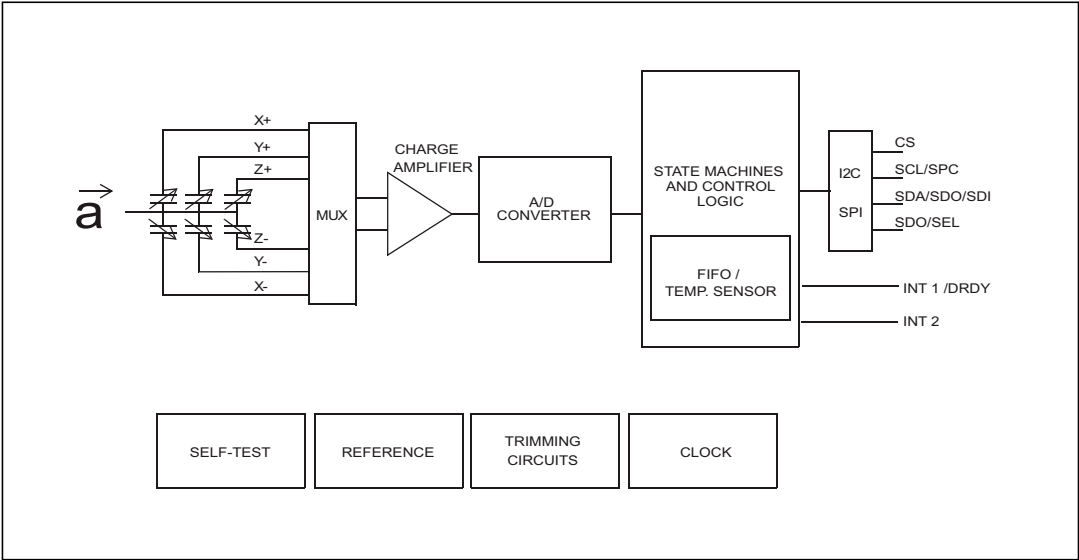 X+
Y+
Z+
a
Z-
Y-
X-
MUX
CHARGE
AMPLIFIER
A/D
CONVERTER
STATE MACHINES
AND CONTROL
LOGIC
FIFO /
TEMP. SENSOR
I2C
SPI
CS
SCL/SPC
SDA/SDO/SDI
SDO/SEL
INT 1 /DRDY
INT 2
SELF-TEST
REFERENCE
TRIMMING
CIRCUITS
CLOCK